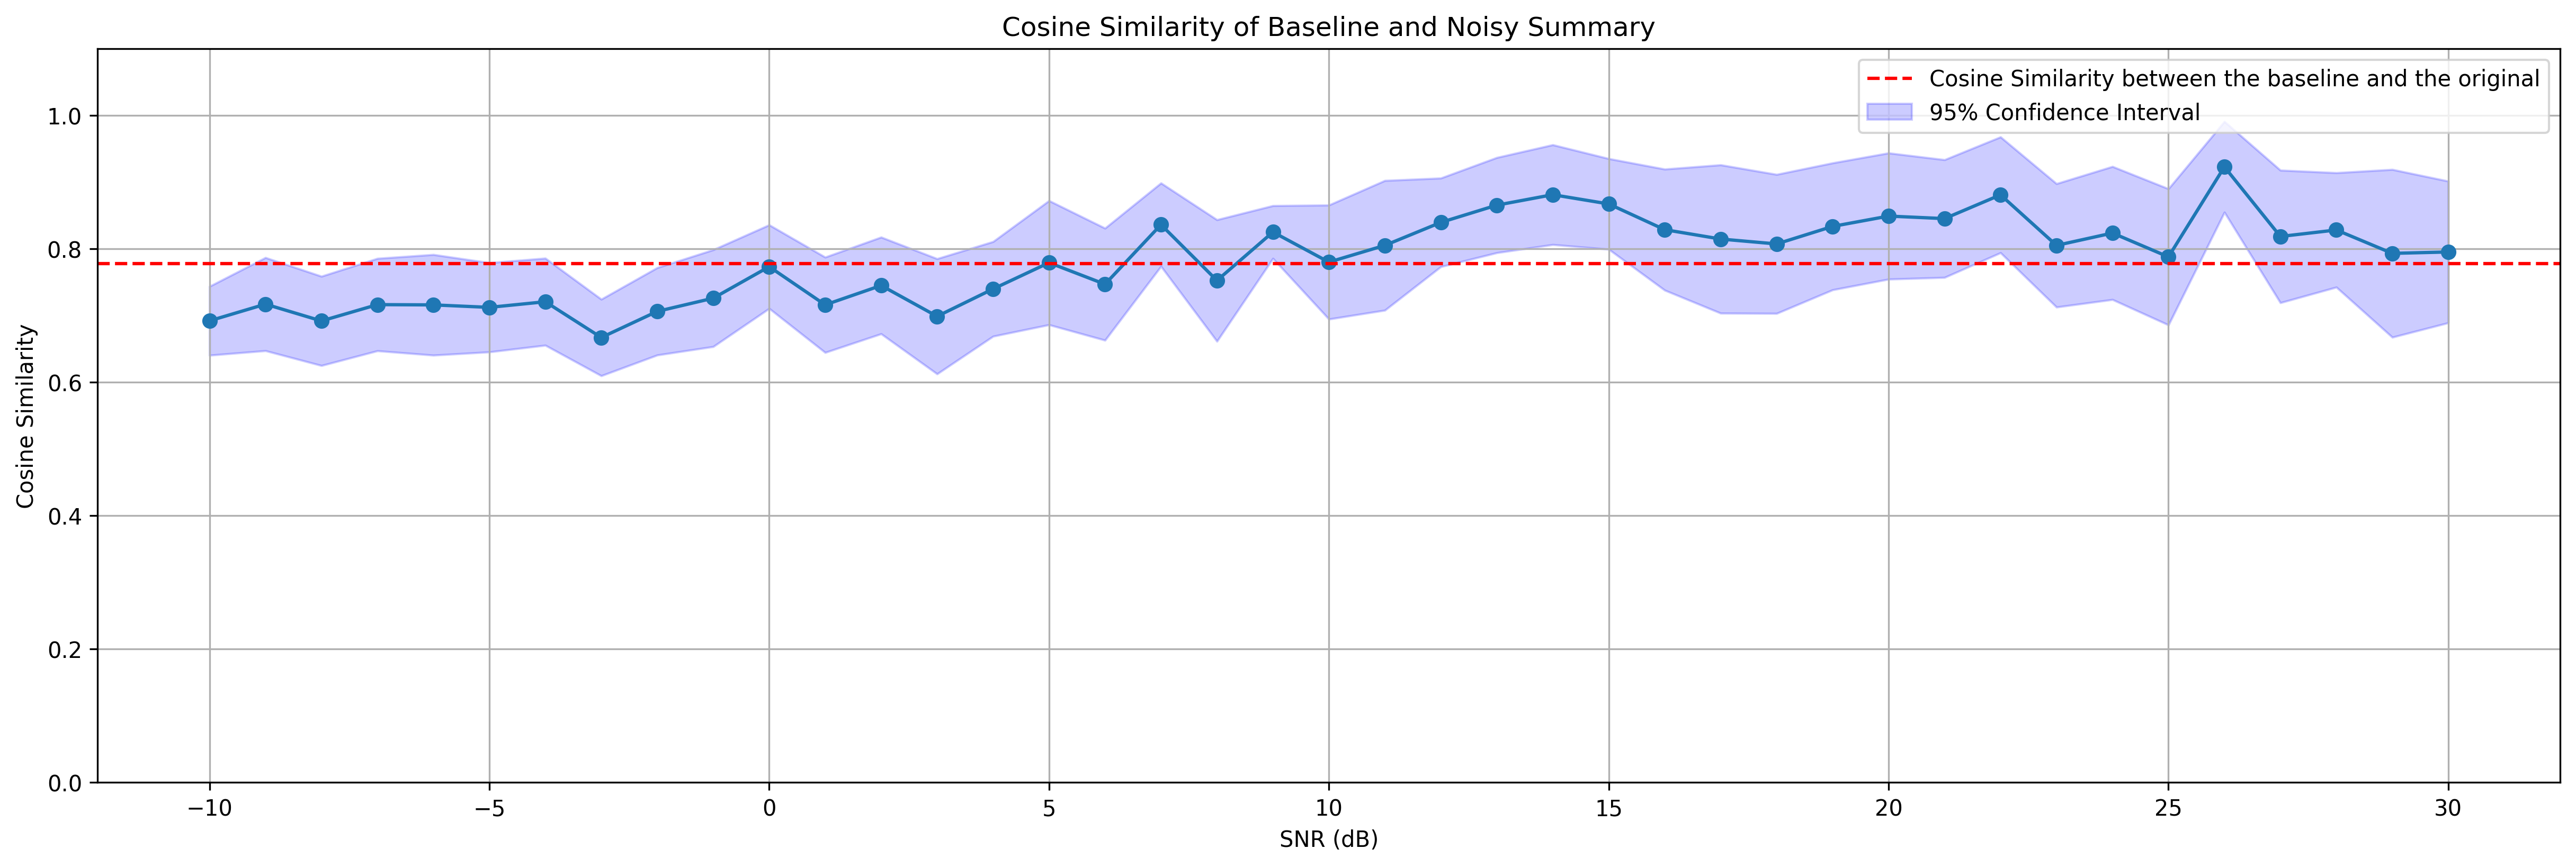 Cosine Similarity of Baseline and Noisy Summary
Cosine Similarity between the baseline and the original
95% Confidence Interval
Cosine Similarity
1.0
0.8
0.6
0.4
0.2
0.0
−10 −5 0 5 10 15 20 25 30
SNR (dB)